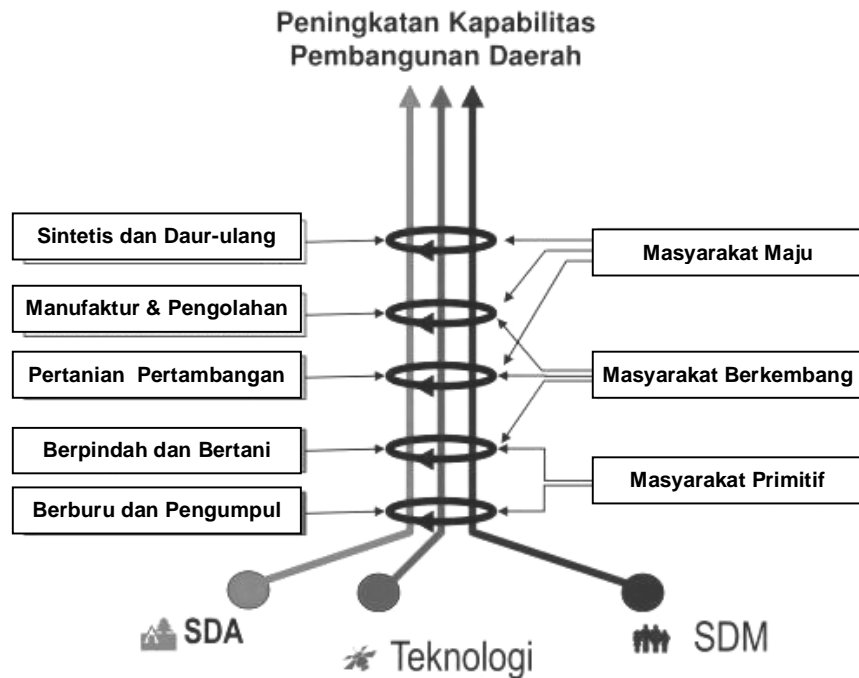 Peningkatan Kapabilitas
Pembangunan Daerah
Sintetis dan Daur-ulang
Masyarakat Maju
Manufaktur & Pengolahan
Pertanian Pertambangan
Masyarakat Berkembang
Berpindah dan Bertani
Masyarakat Primitif
Berburu dan Pengumpul
SDA
Teknologi
SDM